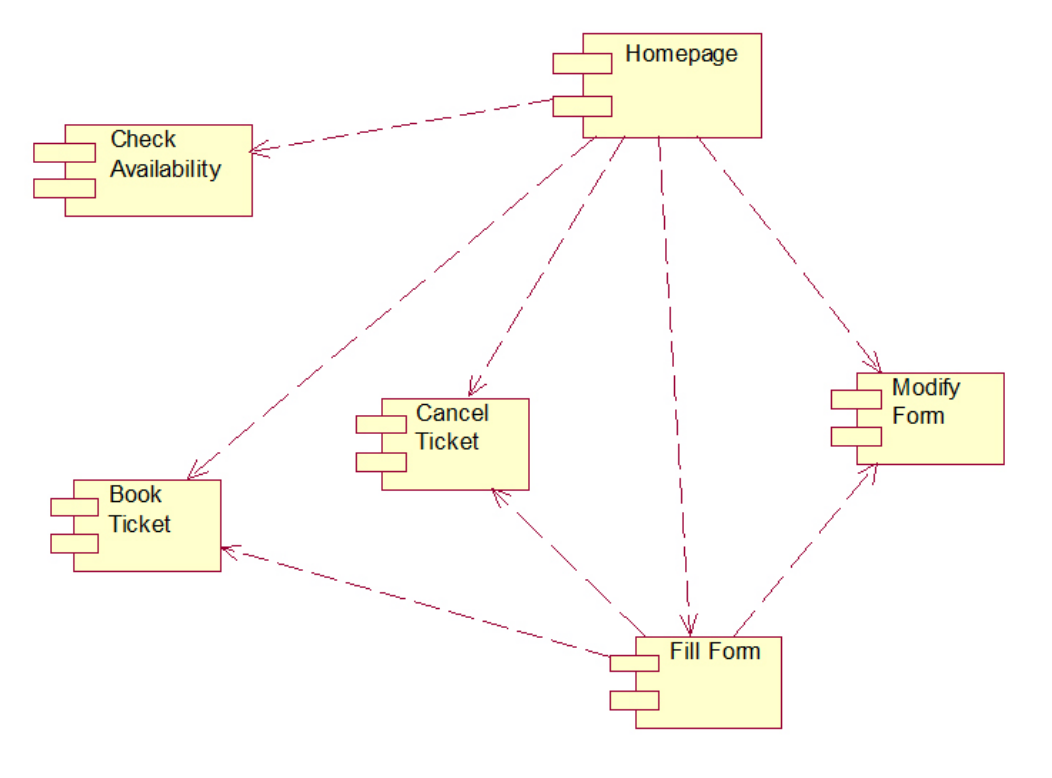 Homepage
Check
Availability
Modify
Form
Cancel
Ticket
Book
Ticket
Fill Form